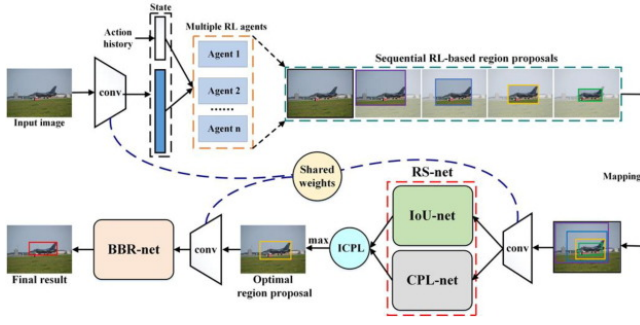 State
Action
history
Multiple RL agents
Agent 1
Agent 2
......
Agent n
Sequential RL-based region proposals
conv
Input image
Shared
weights
RS-net
Mapping
IoU-net
BBR-net
conv
max
ICPL
conv
CPL-net
Final result
Optimal
region proposal